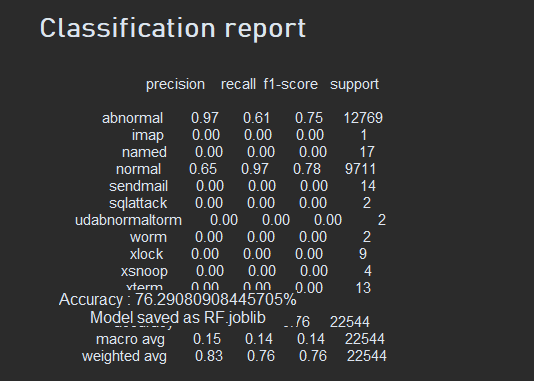 Classification report
precision recall f1-score support
abnormal 0.97 0.61 0.75 12769
imap 0.00 0.00 0.00 1
named 0.00 0.00 0.00 17
normal 0.65 0.97 0.78 9711
sendmail 0.00 0.00 0.00 14
sqlattack 0.00 0.00 0.00 2
udabnormaltorm 0.00 0.00 0.00 2
worm 0.00 0.00 0.00 2
xlock 0.00 0.00 0.00 9
xsnoop 0.00 0.00 0.00 4
xterm 0.00 0.00 0.00 13
Accuracy : 76.29080908445705%
Model saved as RF.joblib
.76 22544
macro avg 0.15 0.14 0.14 22544
weighted avg 0.83 0.76 0.76 22544